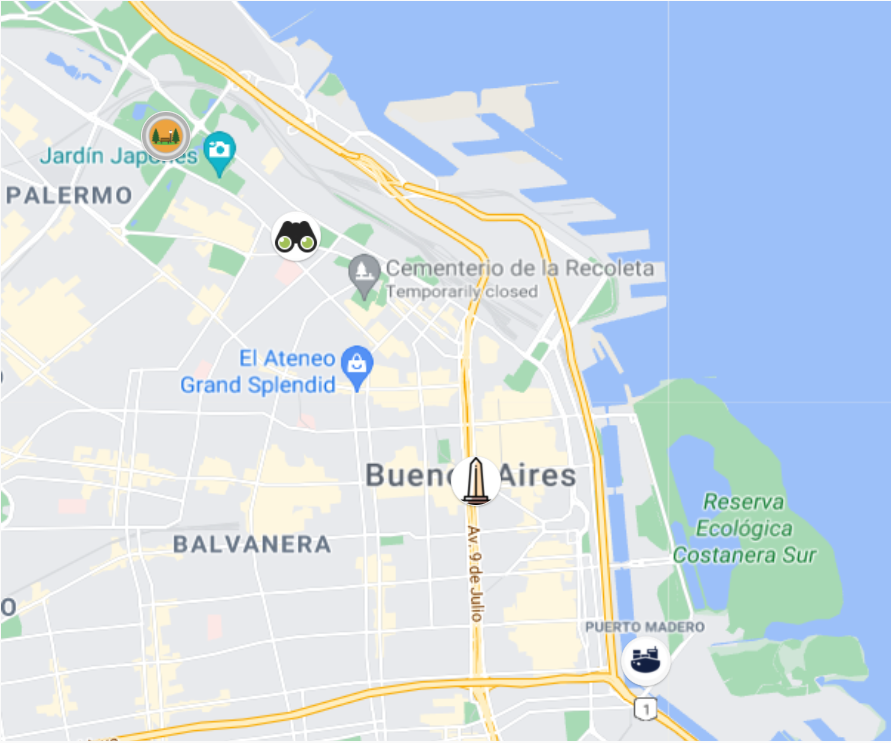 Jardín Japonés
PALERMO
Cementerio de la Recoleta
Temporarily closed
El Ateneo
Grand Splendid
Buenos Aires
Reserva
Ecológica
Costanera Sur
Av. 9 de Julio
BALVANERA
O
PUERTO MADERO
1